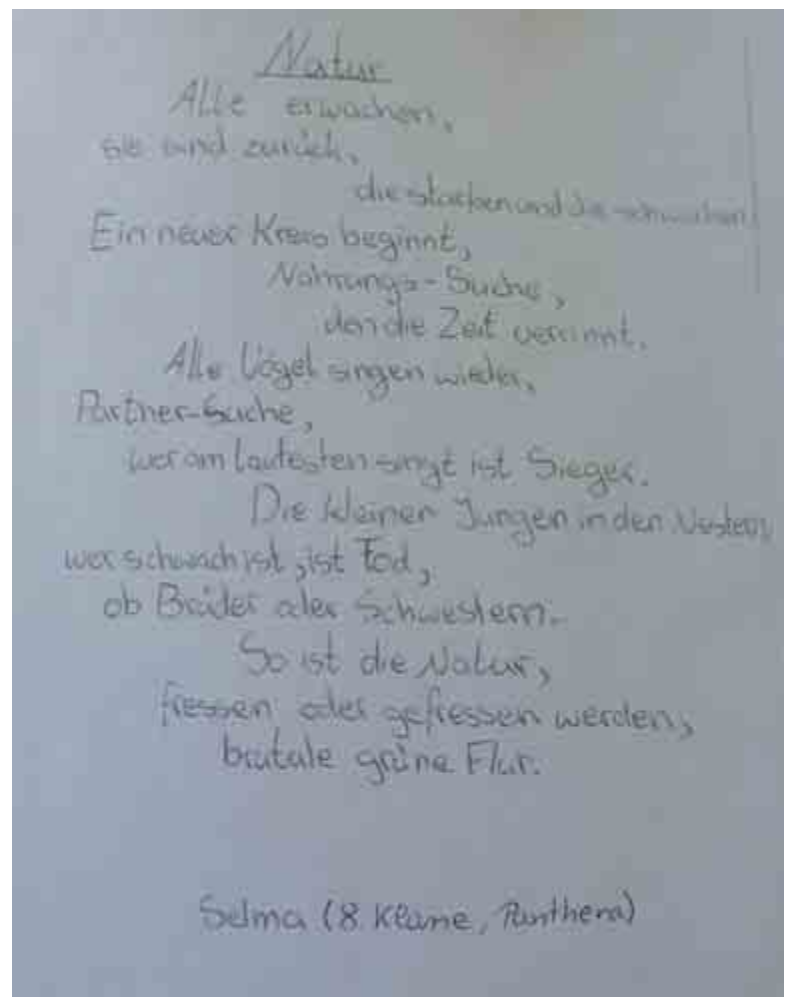 Natur
Alle erwachen,
sie sind zurück,
die starken und die schwachen.
Ein neuer Kreis beginnt,
Nahrungs-Suche,
den die Zeit verrinnt.
Alle Vögel singen wieder,
Partner-Suche,
wer am lautesten singt ist Sieger.
Die kleinen Jungen in den Nestern,
wer schwach ist, ist Tod,
ob Brüder oder Schwestern.
So ist die Natur,
fressen oder gefressen werden,
brutale grüne Flur.
Selma (8. Klasse, Panthera)